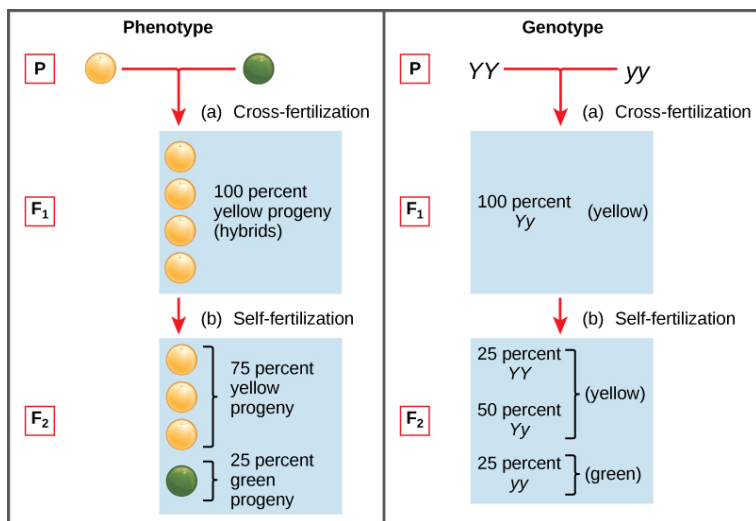 Phenotype
P
(a) Cross-fertilization
F1
100 percent
yellow progeny
(hybrids)
(b) Self-fertilization
F2
75 percent
yellow
progeny
25 percent
green
progeny
Genotype
P
YY
yy
(a) Cross-fertilization
F1
100 percent
Yy
(yellow)
(b) Self-fertilization
F2
25 percent
YY
50 percent
Yy
(yellow)
25 percent
yy
(green)